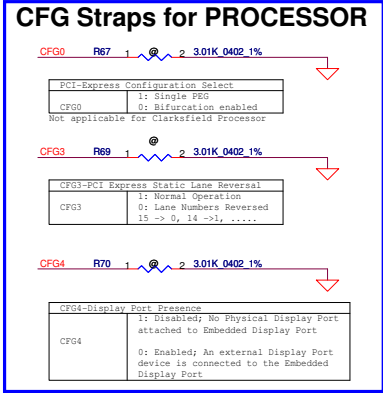 CFG Straps for PROCESSOR
CFG0 R67 1 @ 2 3.01K_0402_1%
PCI-Express Configuration Select
1: Single PEG
CFG0 0: Bifurcation enabled
Not applicable for Clarksfield Processor
@
CFG3 R69 1 2 3.01K_0402_1%
CFG3-PCI Express Static Lane Reversal
1: Normal Operation
CFG3 0: Lane Numbers Reversed
15 -> 0, 14 ->1, .....
CFG4 R70 1 @ 2 3.01K_0402_1%
CFG4-Display Port Presence
1: Disabled; No Physical Display Port
attached to Embedded Display Port
CFG4
0: Enabled; An external Display Port
device is connected to the Embedded
Display Port